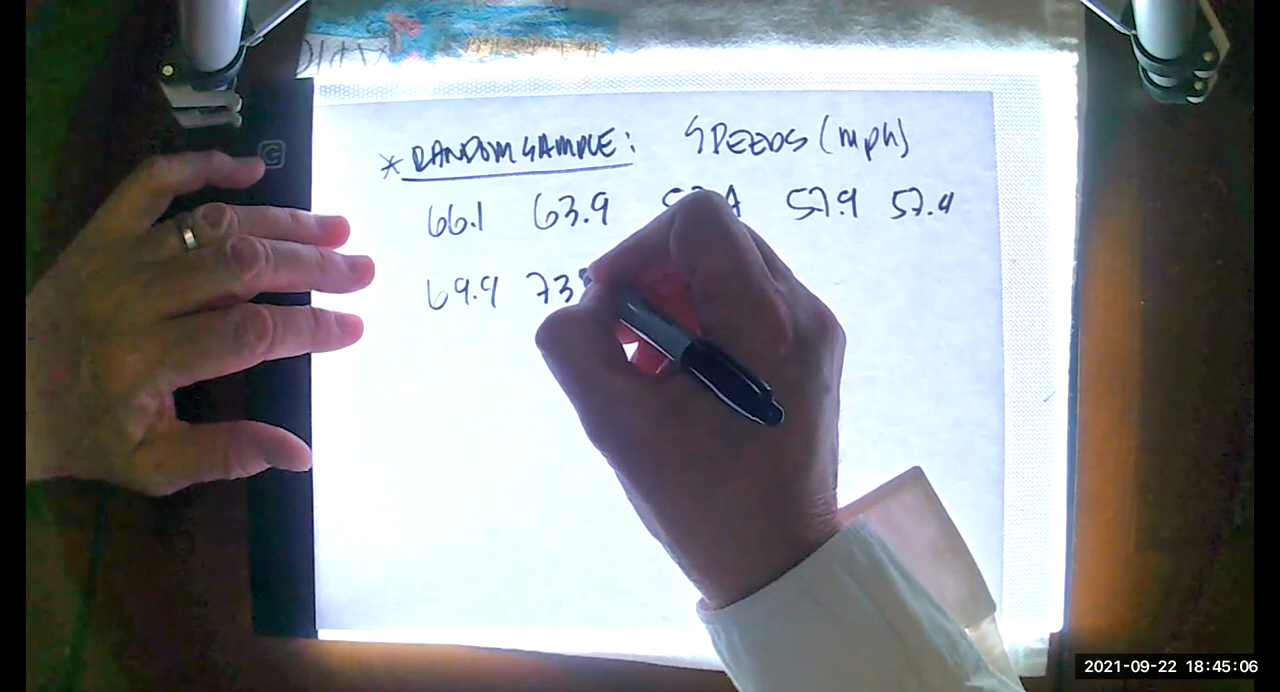 * RANDOM SAMPLE: SPEEDS (mph)
66.1 63.9 57.9 57.4
69.9 73
2021-09-22 18:45:06